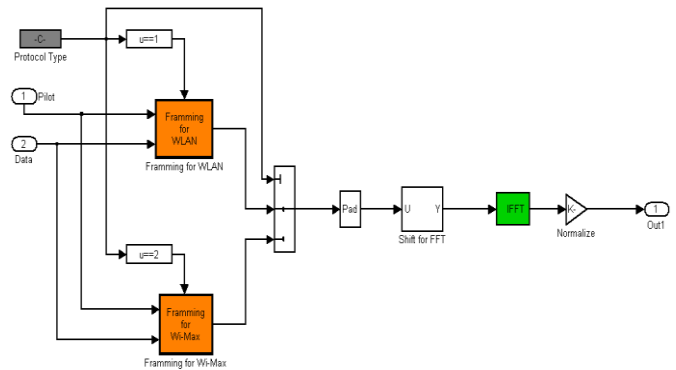 -C-
Protocol Type
u==1
1
Pilot
2
Data
Framming
for
WLAN
Framming for WLAN
u==2
Framming
for
Wi-Max
Framming for Wi-Max
Pad
U Y
Shift for FFT
IFFT
K-
Normalize
1
Out1